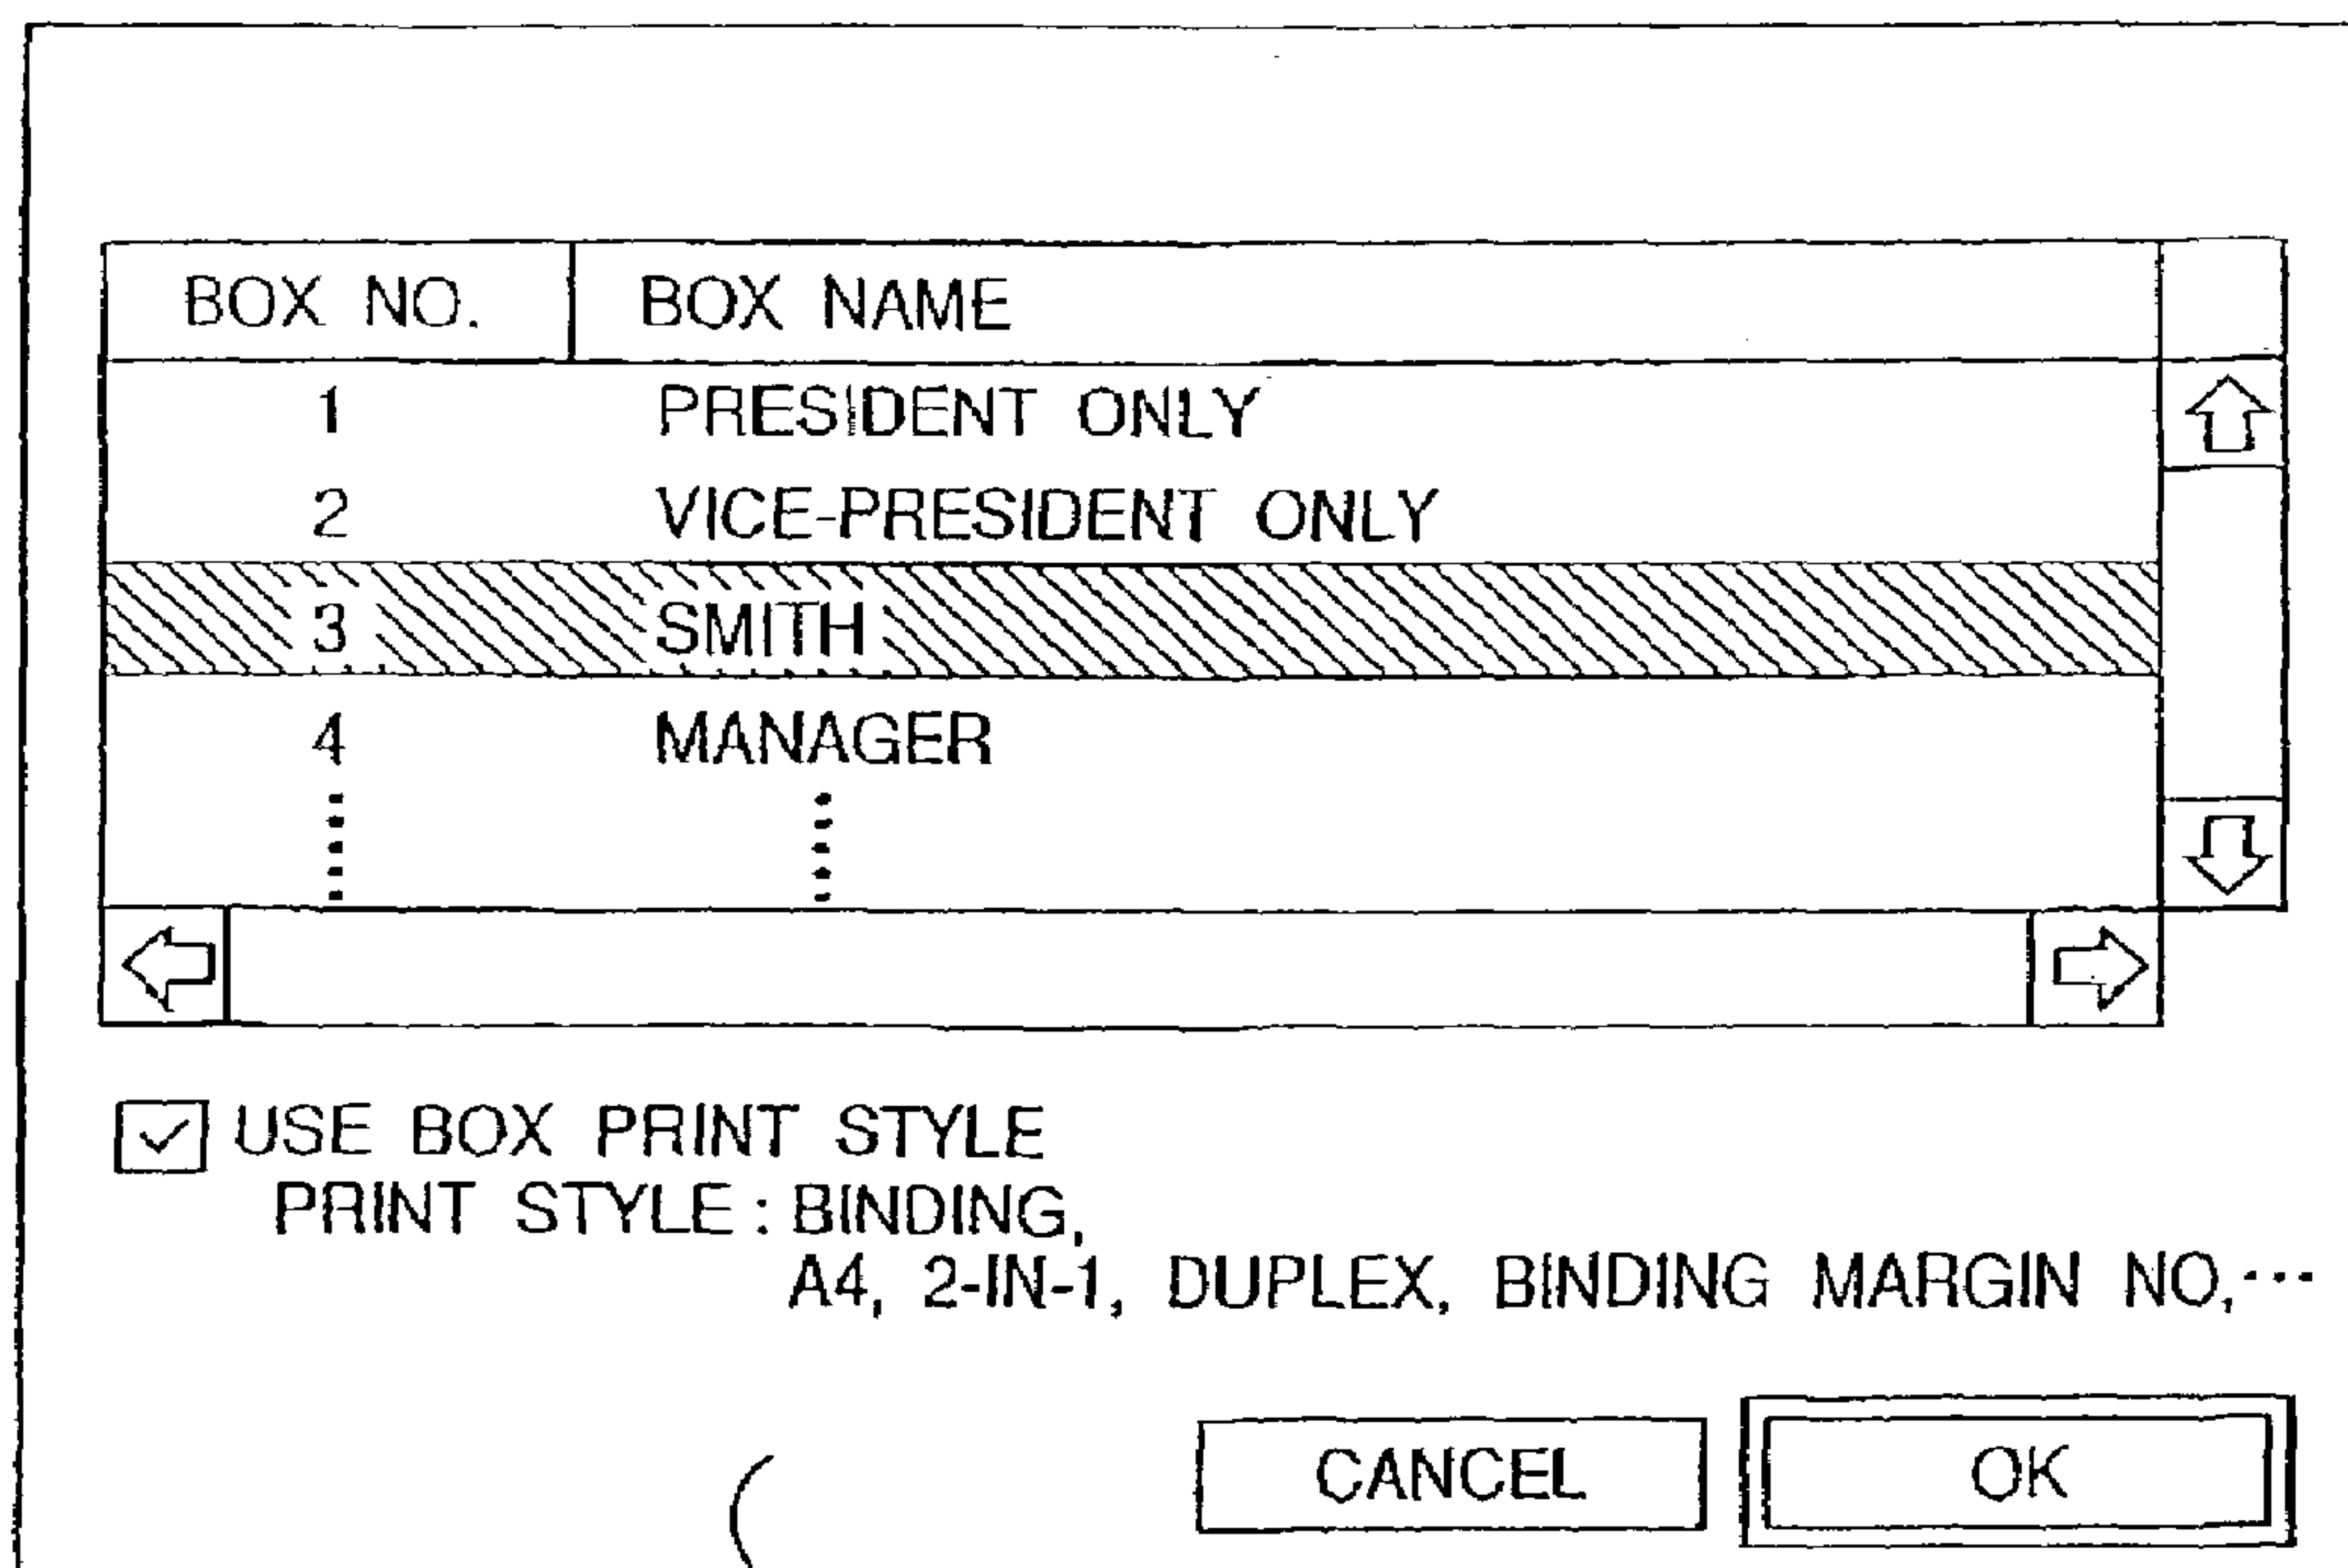 BOX NO. BOX NAME
1 PRESIDENT ONLY
2 VICE-PRESIDENT ONLY
3 SMITH
4 MANAGER
USE BOX PRINT STYLE
PRINT STYLE : BINDING,
A4, 2-IN-1, DUPLEX, BINDING MARGIN NO, ···
CANCEL OK